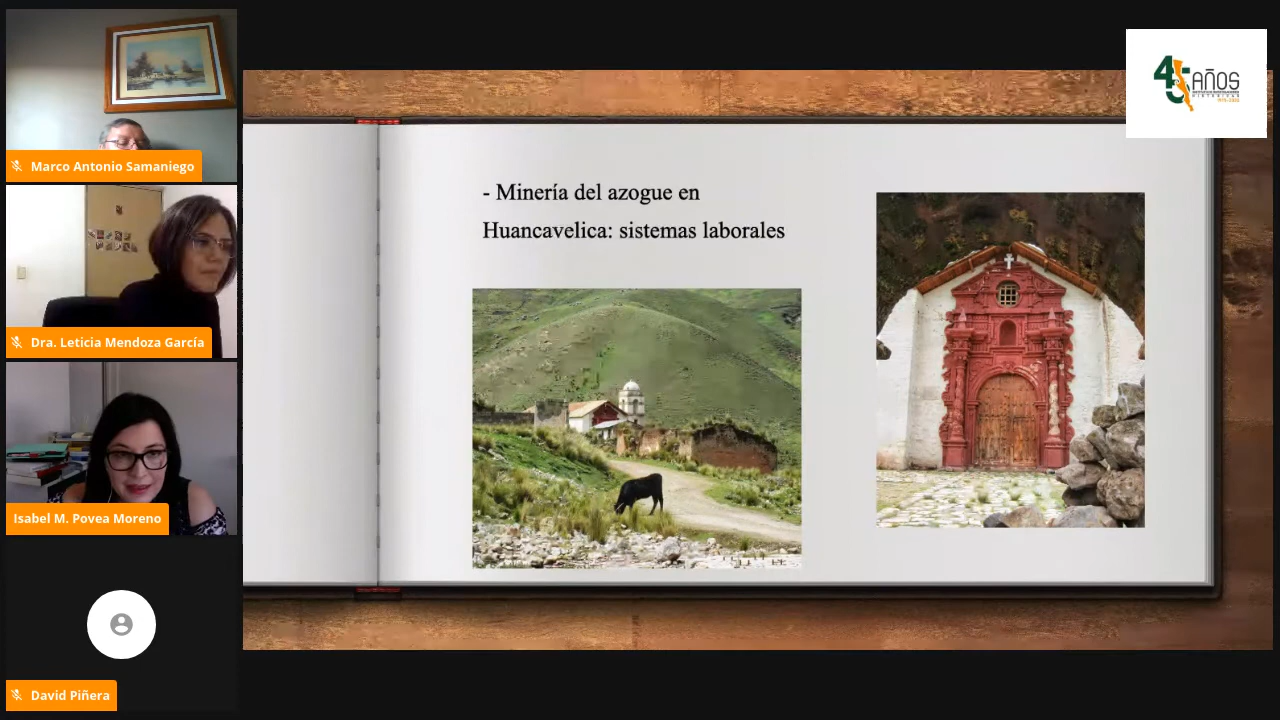 Marco Antonio Samaniego
Dra. Leticia Mendoza García
Isabel M. Povea Moreno
David Piñera
- Minería del azogue en
Huancavelica: sistemas laborales
45 AÑOS